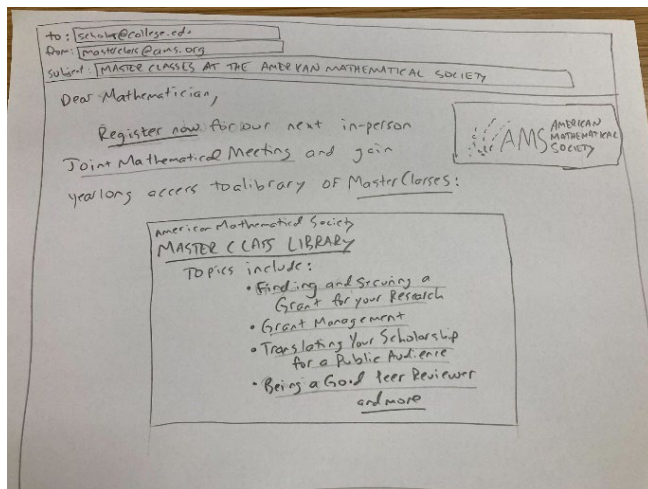 to: scholar@college.edu
from: masterclass@ams.org
subject: MASTER CLASSES AT THE AMERICAN MATHEMATICAL SOCIETY
Dear Mathematician,
Register now for our next in-person
Joint Mathematical Meeting and gain
yearlong access to a library of Master Classes:
AMS AMERICAN
MATHEMATICAL
SOCIETY
American Mathematical Society
MASTER CLASS LIBRARY
Topics include:
• Finding and Securing a
Grant for your Research
• Grant Management
• Translating Your Scholarship
for a Public Audience
• Being a Good Peer Reviewer
and more